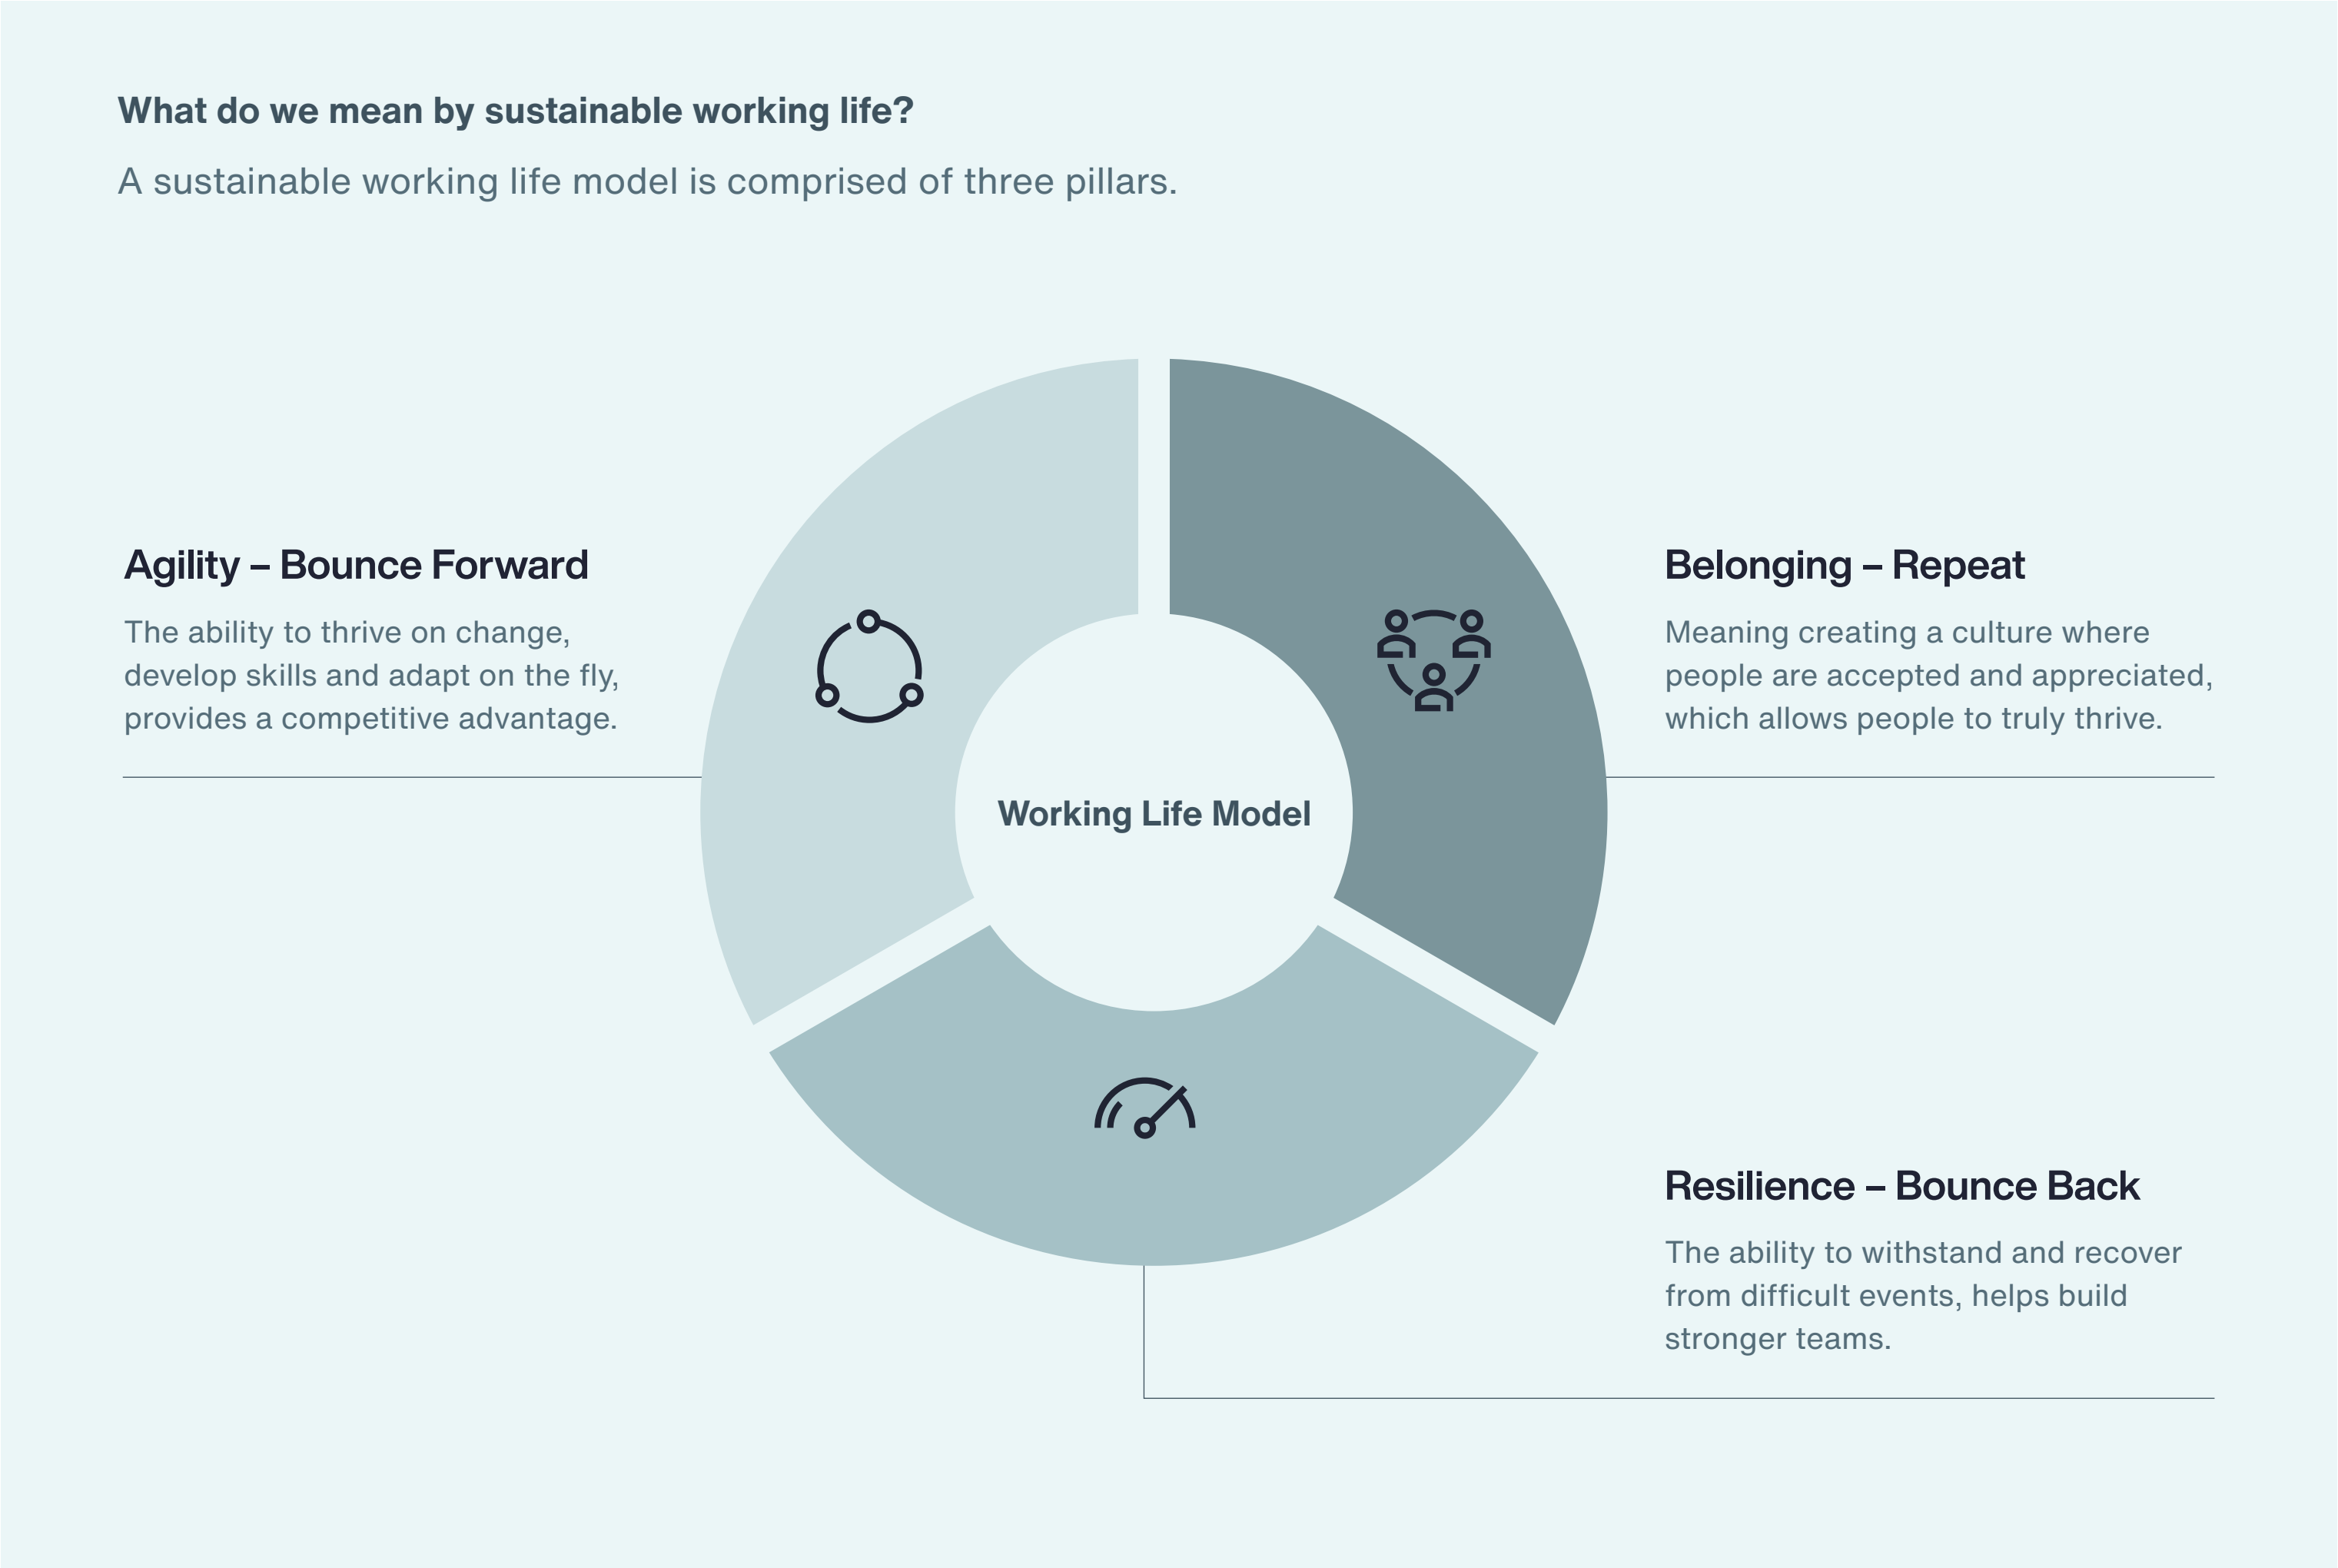 What do we mean by sustainable working life?
A sustainable working life model is comprised of three pillars.
Agility – Bounce Forward
The ability to thrive on change,
develop skills and adapt on the fly,
provides a competitive advantage.
Belonging – Repeat
Meaning creating a culture where
people are accepted and appreciated,
which allows people to truly thrive.
Working Life Model
Resilience – Bounce Back
The ability to withstand and recover
from difficult events, helps build
stronger teams.